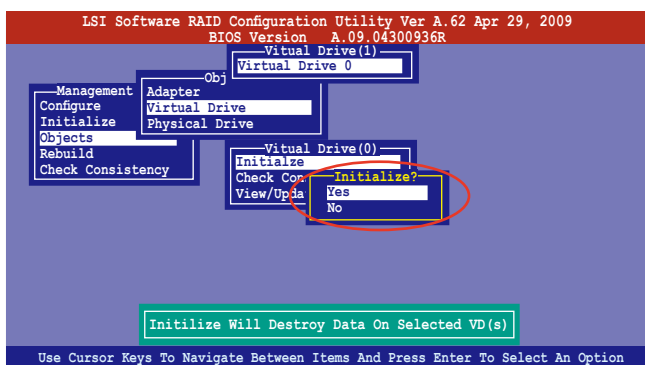 LSI Software RAID Configuration Utility Ver A.62 Apr 29, 2009
BIOS Version A.09.04300936R
Vitual Drive(1)
Virtual Drive 0
Obj
Adapter
Virtual Drive
Physical Drive
Management
Configure
Initialize
Objects
Rebuild
Check Consistency
Vitual Drive(0)
Initialze
Check Con
View/Upda
Initialize?
Yes
No
Initilize Will Destroy Data On Selected VD(s)
Use Cursor Keys To Navigate Between Items And Press Enter To Select An Option